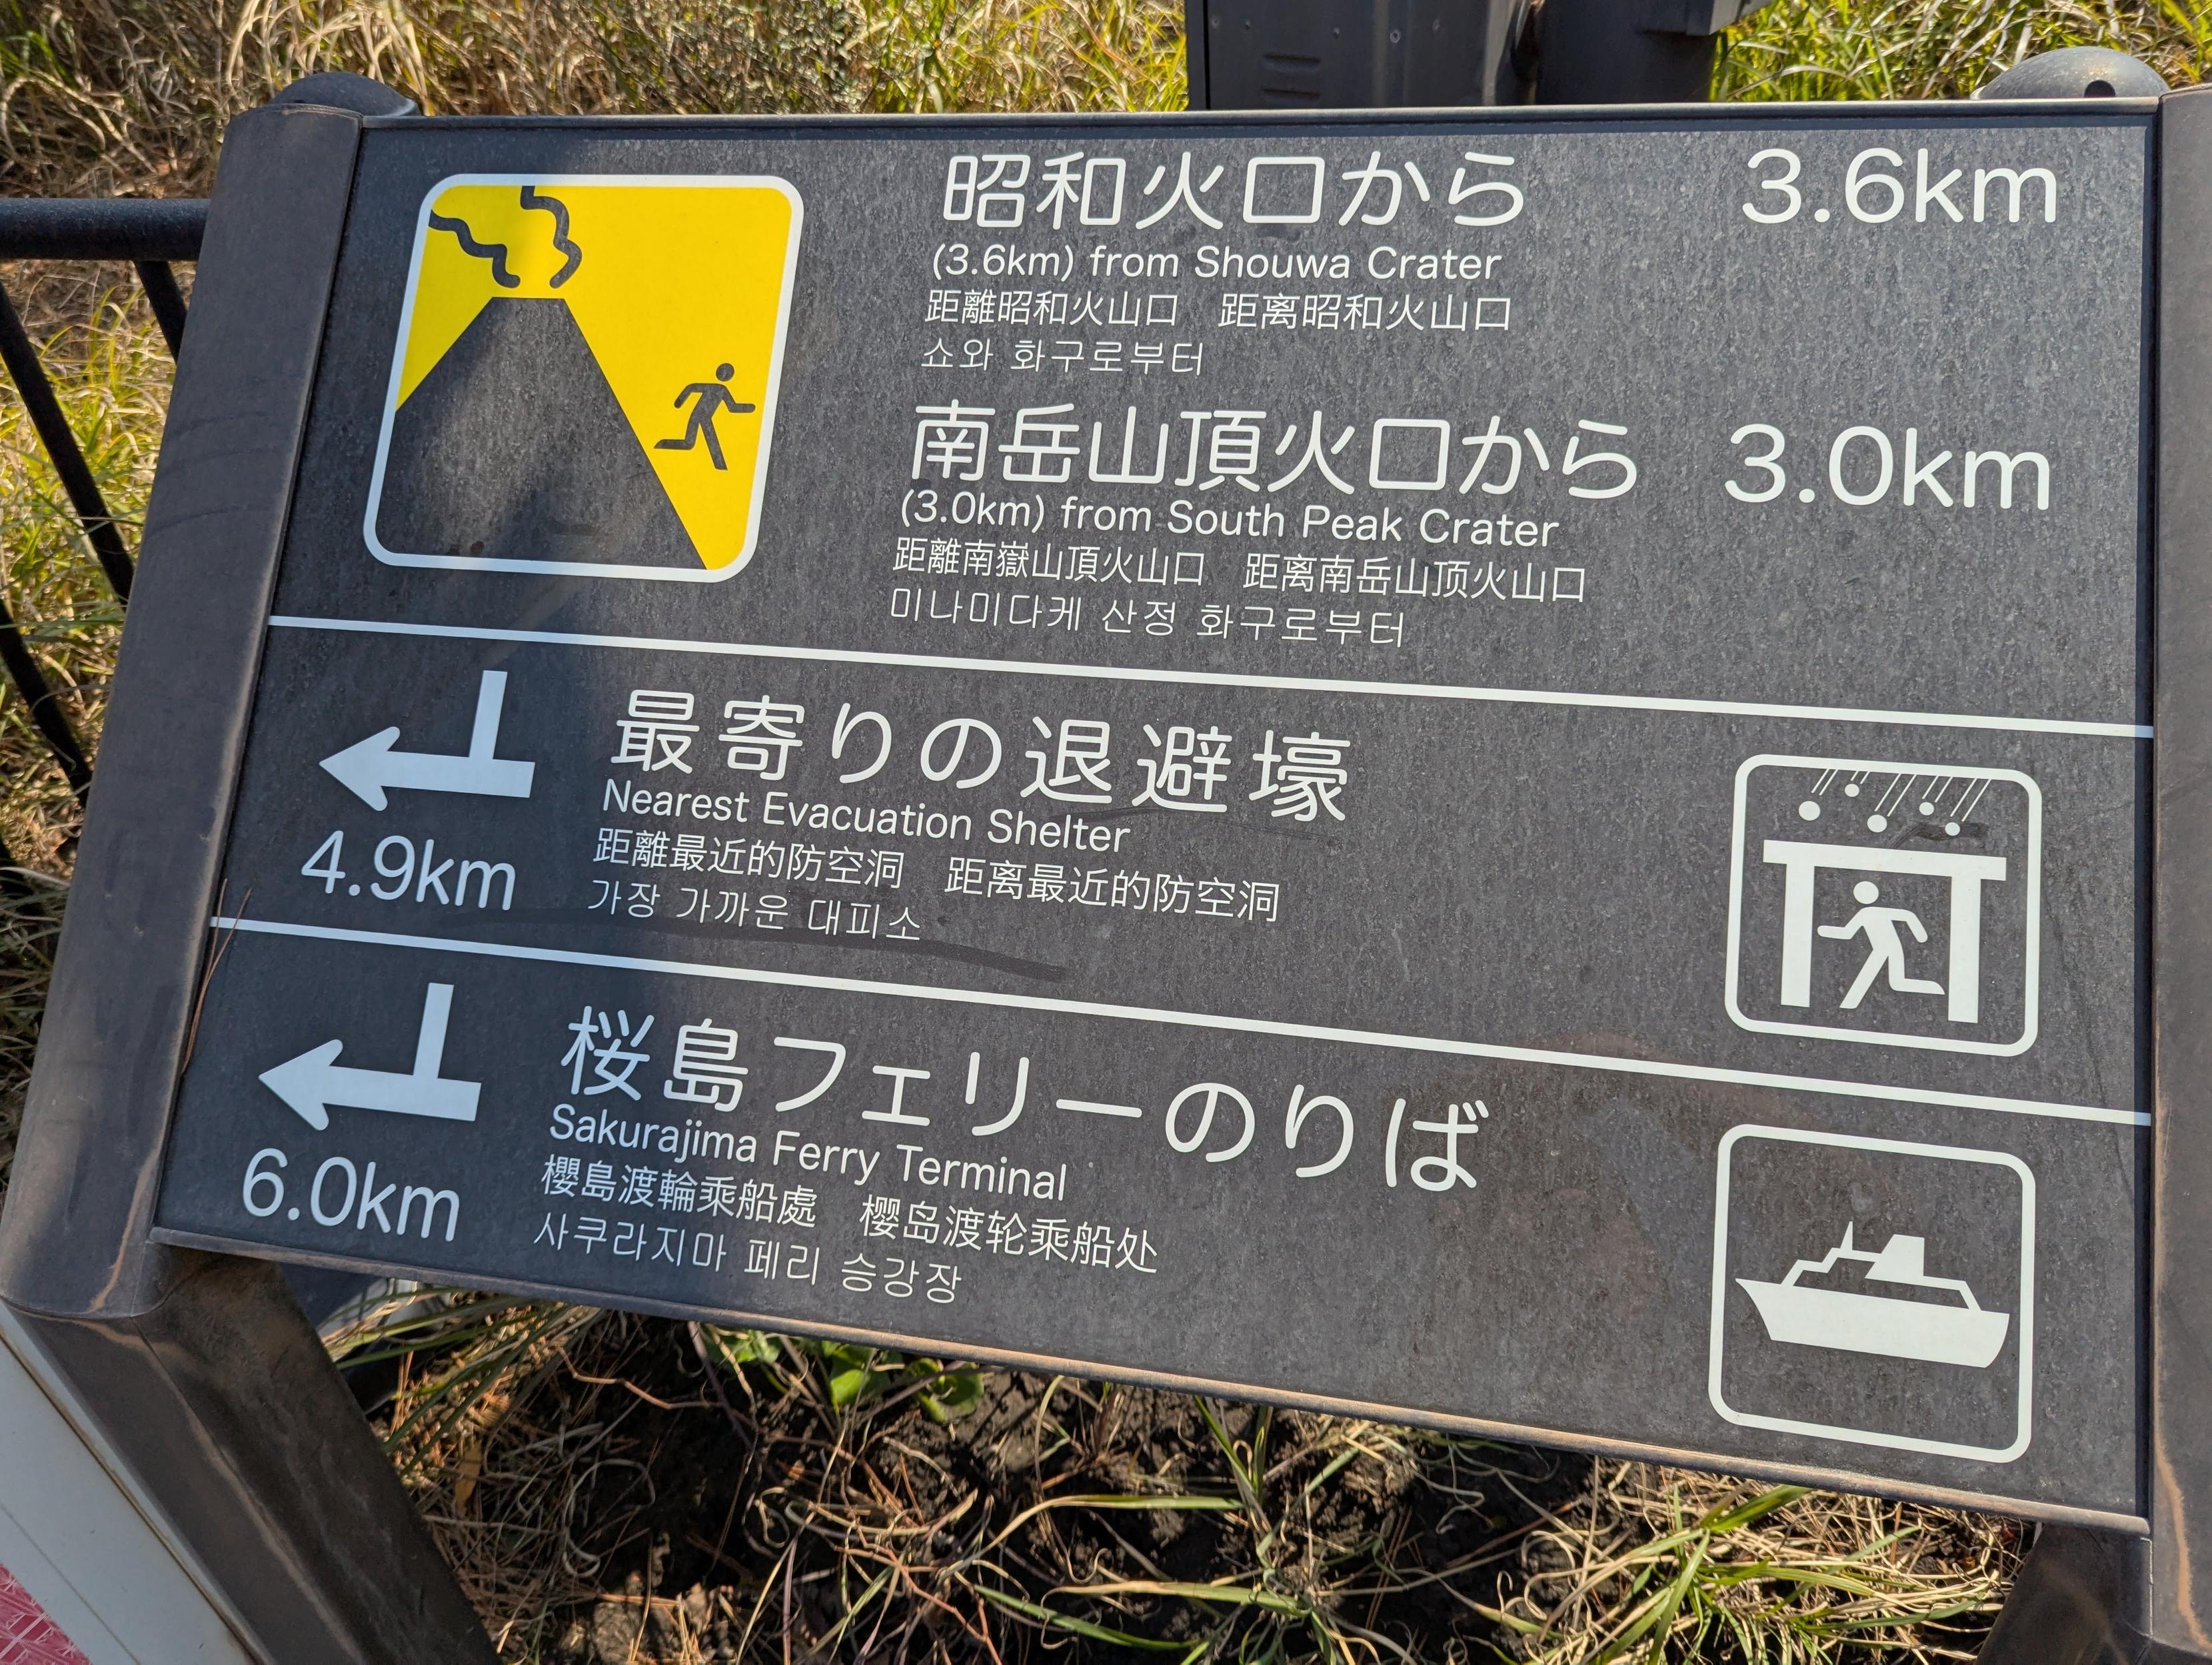 昭和火口から 3.6km
(3.6km) from Shouwa Crater
距離昭和火山口 距离昭和火山口
쇼와 화구로부터
南岳山頂火口から 3.0km
(3.0km) from South Peak Crater
距離南嶽山頂火山口 距离南岳山顶火山口
미나미다케 산정 화구로부터
最寄りの退避壕
Nearest Evacuation Shelter
4.9km
距離最近的防空洞 距离最近的防空洞
가장 가까운 대피소
桜島フェリーのりば
Sakurajima Ferry Terminal
6.0km
櫻島渡輪乘船處 樱岛渡轮乘船处
사쿠라지마 페리 승강장